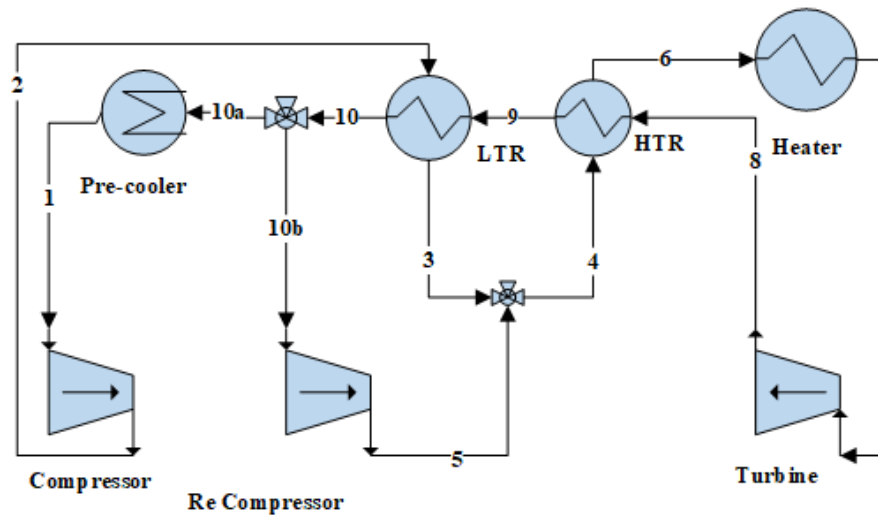 2
6
10a
10
9
LTR
HTR
8
Heater
Pre-cooler
1
10b
3
4
5
Compressor
Re Compressor
Turbine